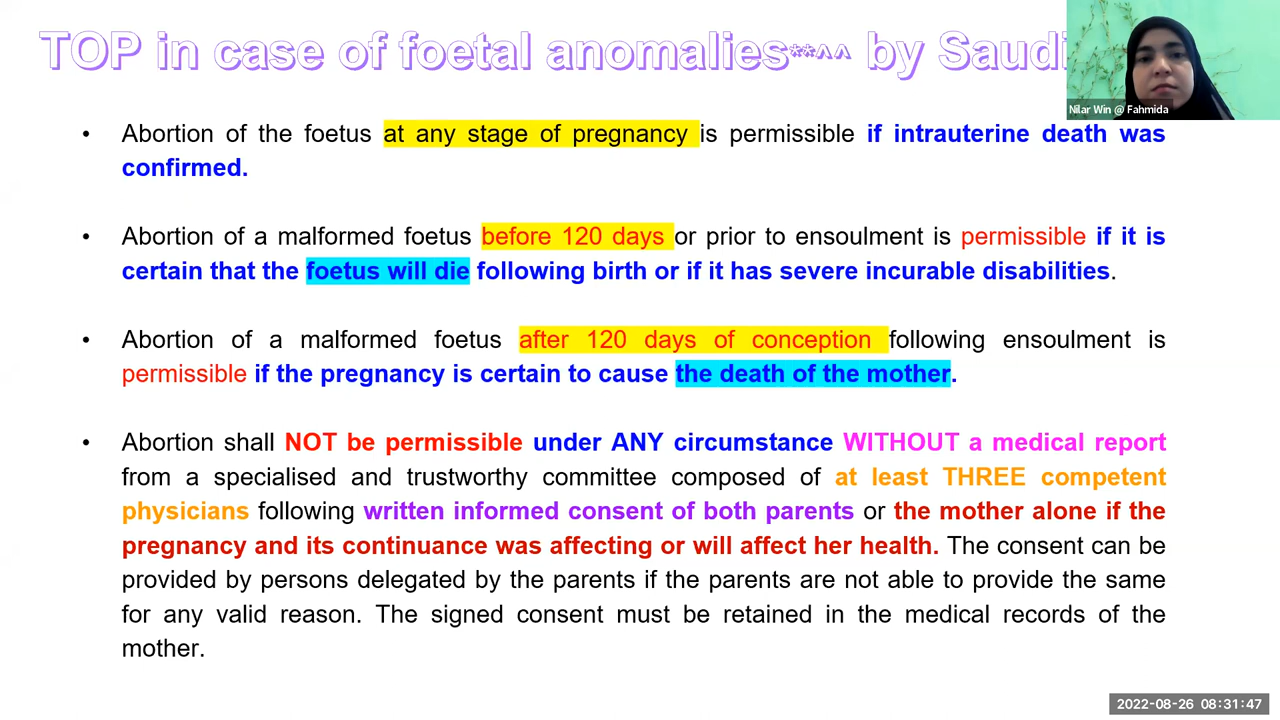 TOP in case of foetal anomalies**^^ by Saudi
Nilar Win @ Fahmida
• Abortion of the foetus at any stage of pregnancy is permissible if intrauterine death was
confirmed.
• Abortion of a malformed foetus before 120 days or prior to ensoulment is permissible if it is
certain that the foetus will die following birth or if it has severe incurable disabilities.
• Abortion of a malformed foetus after 120 days of conception following ensoulment is
permissible if the pregnancy is certain to cause the death of the mother.
• Abortion shall NOT be permissible under ANY circumstance WITHOUT a medical report
from a specialised and trustworthy committee composed of at least THREE competent
physicians following written informed consent of both parents or the mother alone if the
pregnancy and its continuance was affecting or will affect her health. The consent can be
provided by persons delegated by the parents if the parents are not able to provide the same
for any valid reason. The signed consent must be retained in the medical records of the
mother.
2022-08-26 08:31:47